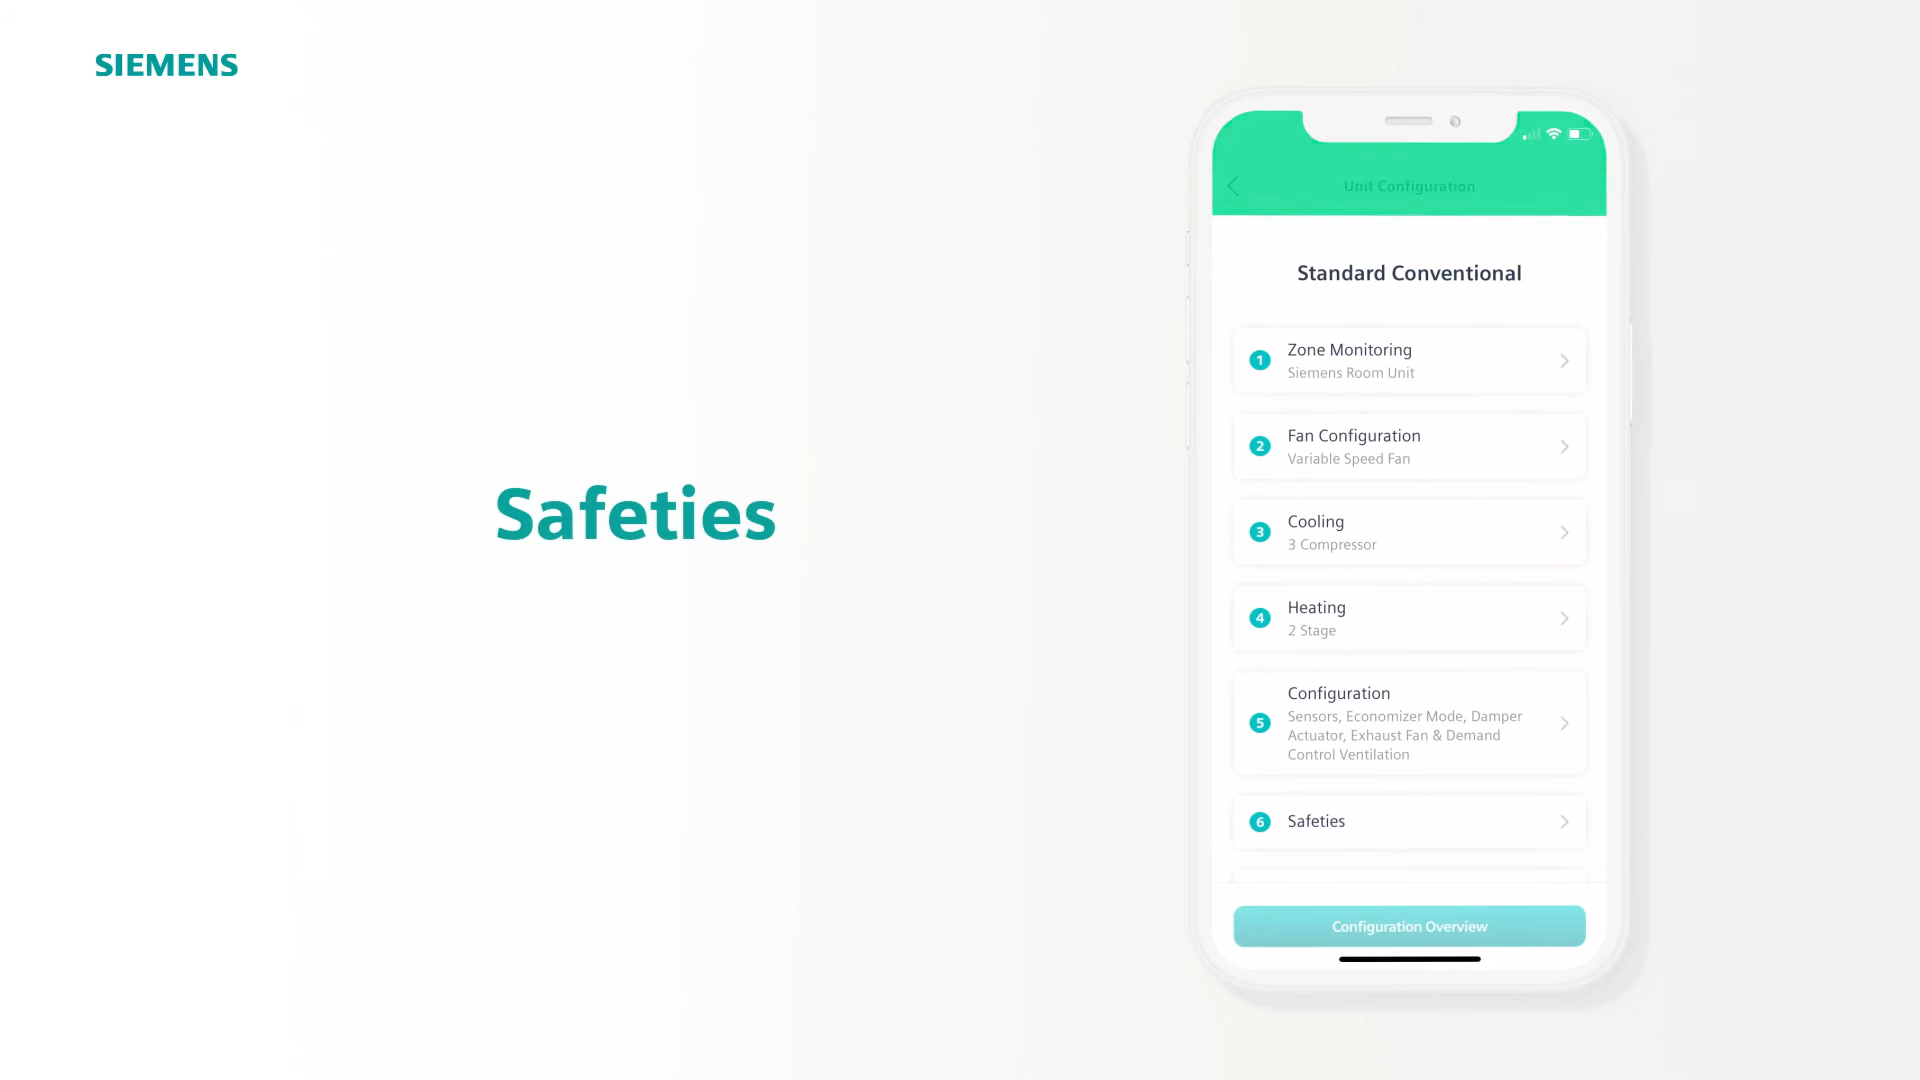 SIEMENS
Safeties
Unit Configuration
Standard Conventional
1
Zone Monitoring
Siemens Room Unit
2
Fan Configuration
Variable Speed Fan
3
Cooling
3 Compressor
4
Heating
2 Stage
5
Configuration
Sensors, Economizer Mode, Damper
Actuator, Exhaust Fan & Demand
Control Ventilation
6
Safeties
Configuration Overview